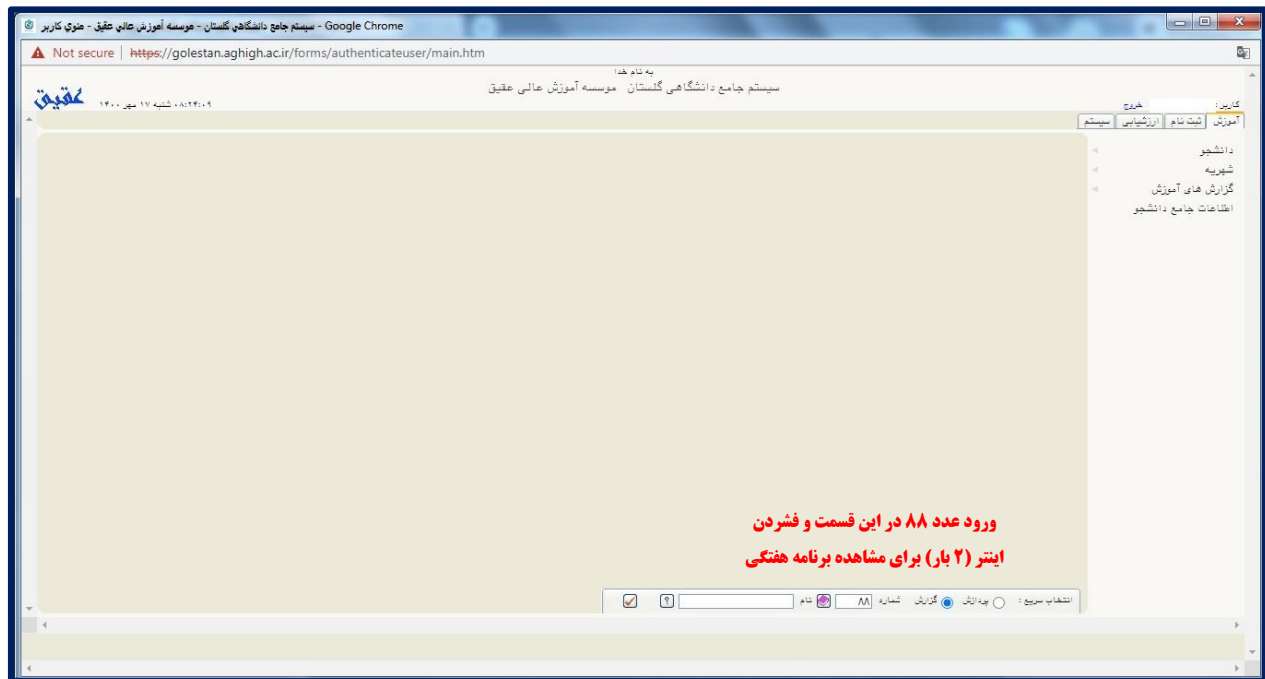 سیستم جامع دانشگاهی گلستان - موسسه آموزش عالی عقیق - منوی کاربر - Google Chrome
Not secure | https://golestan.aghigh.ac.ir/forms/authenticateuser/main.htm
به نام خدا
سیستم جامع دانشگاهی گلستان موسسه آموزش عالی عقیق
عقیق
۰۸:۲۴:۰۹ شنبه ۱۷ مهر ۱۴۰۰
کاربر : خروج
آموزش ثبت نام ارزشیابی سیستم
دانشجو
شهریه
گزارش های آموزش
اطلاعات جامع دانشجو
ورود عدد ۸۸ در این قسمت و فشردن
اینتر (۲ بار) برای مشاهده برنامه هفتگی
انتخاب سریع : پردازش گزارش شماره ۸۸ نام ؟